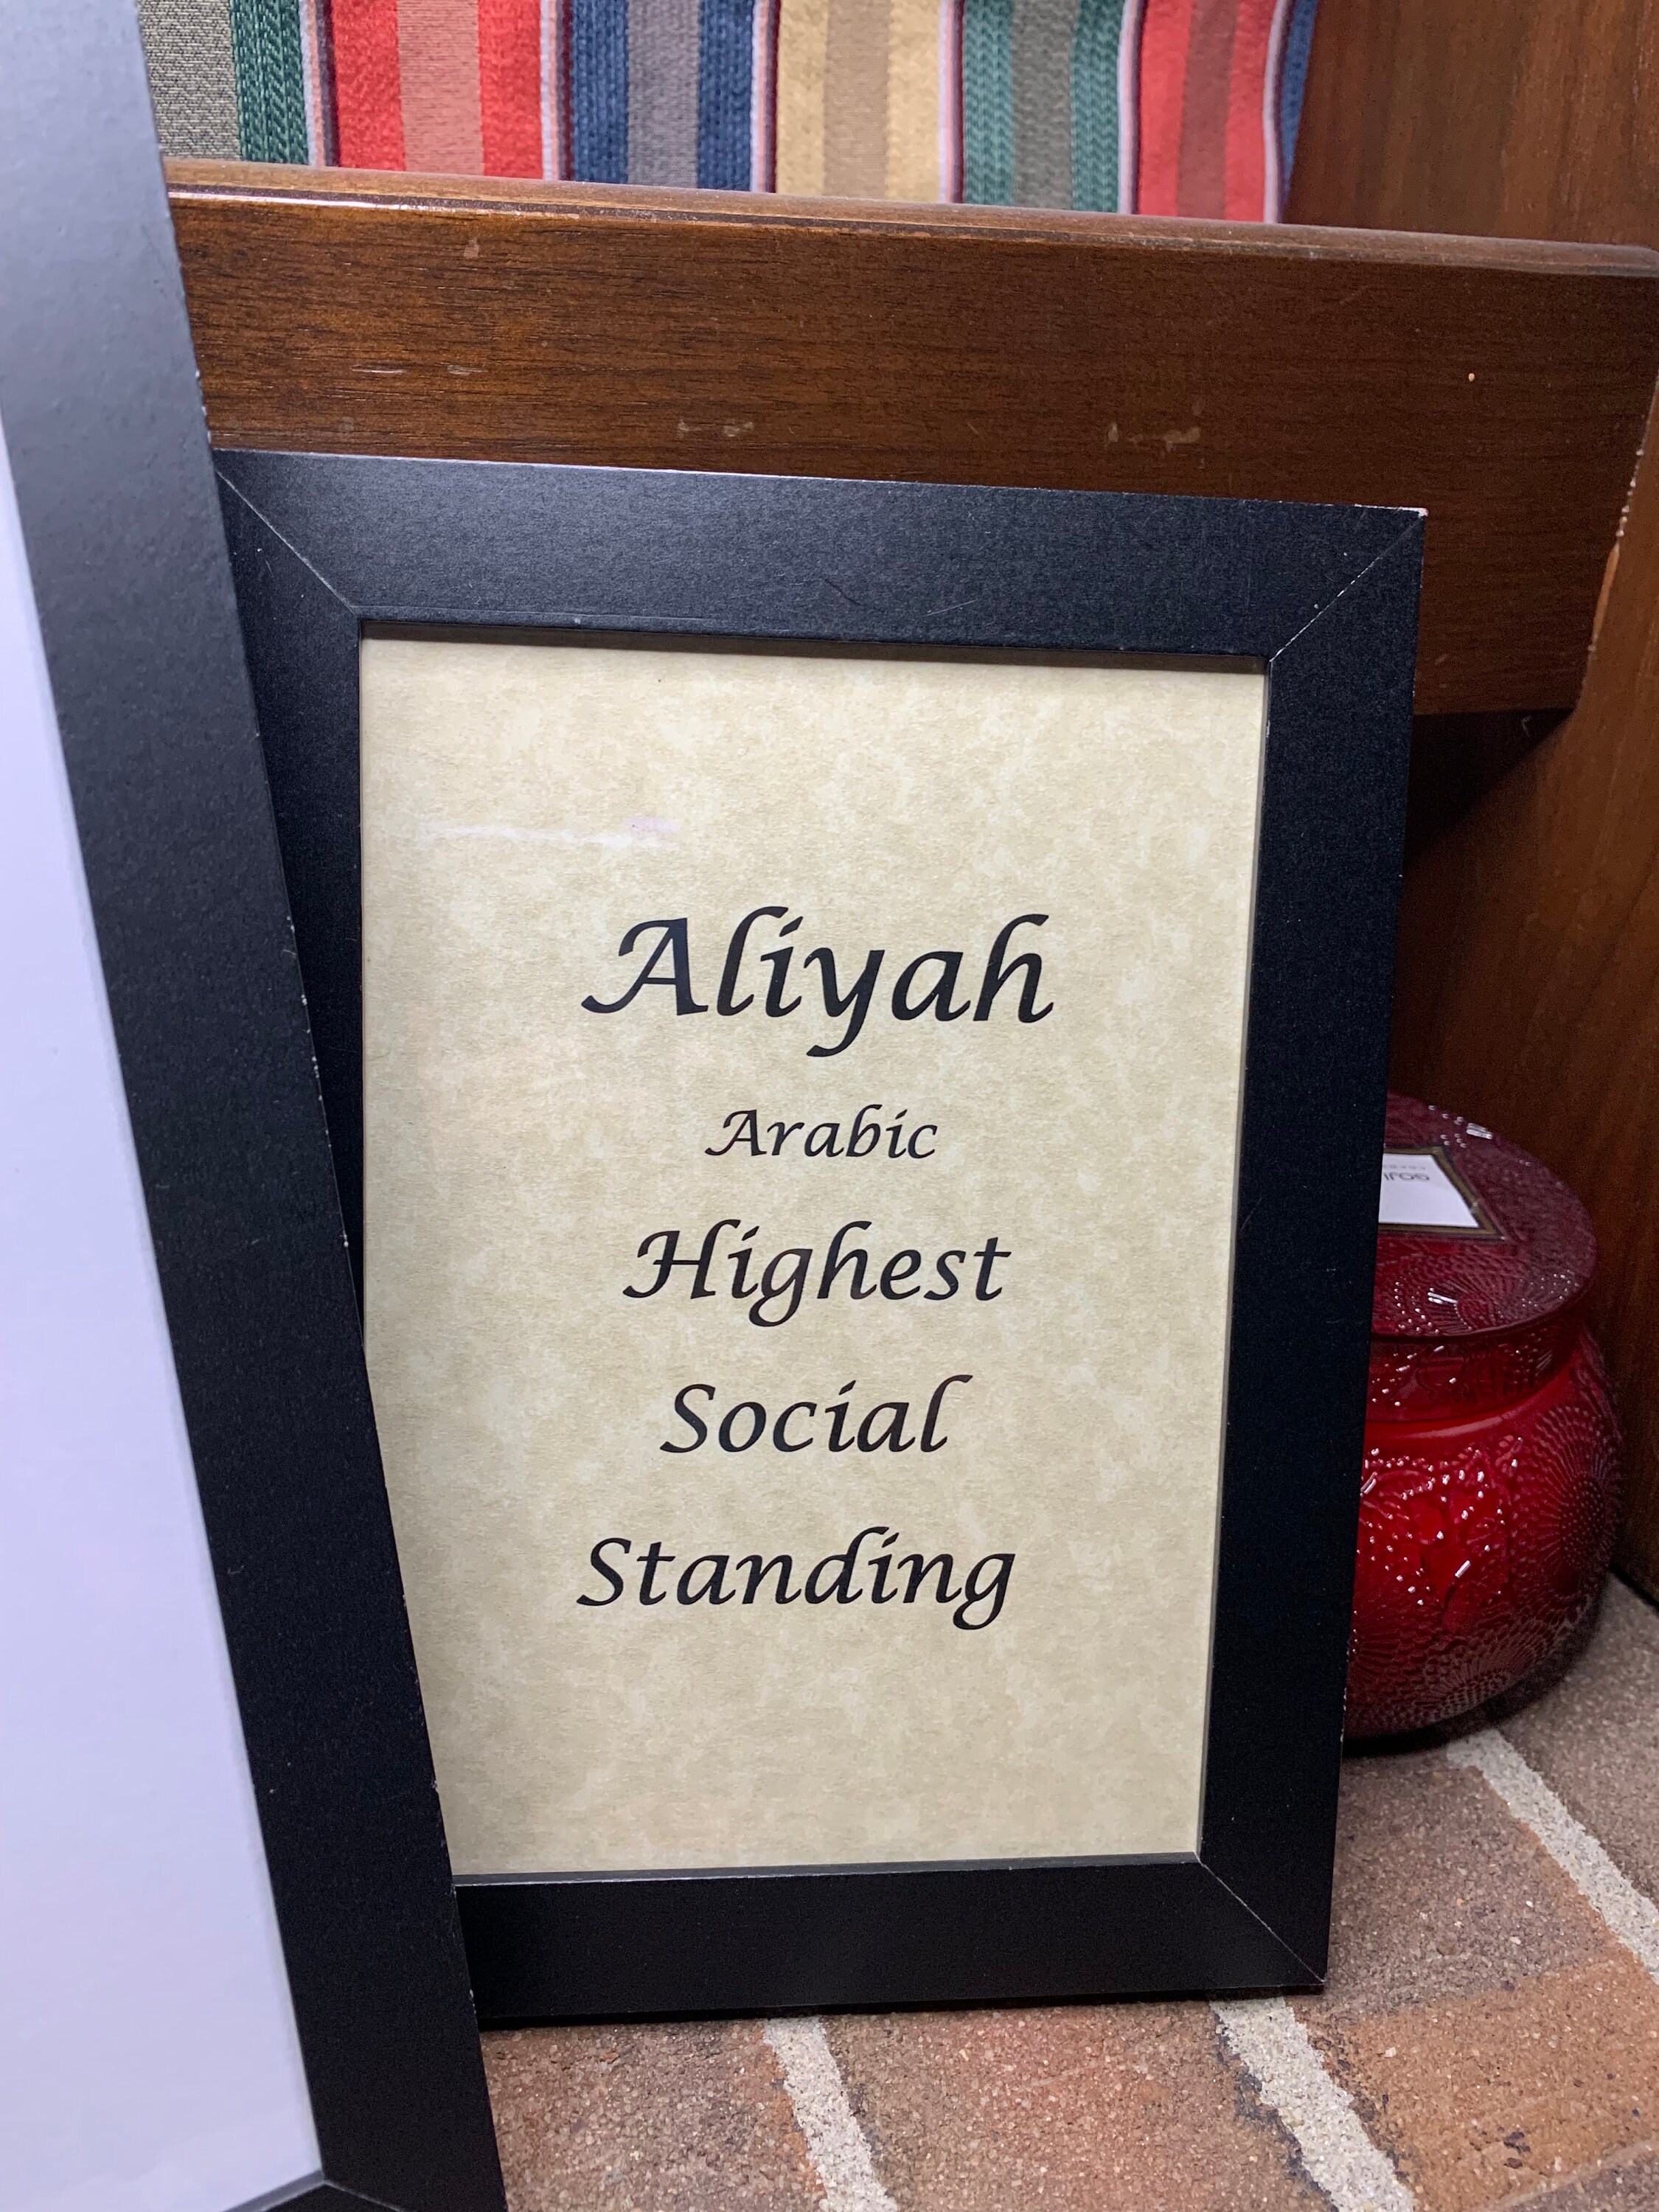 Aliyah
Arabic
Highest
Social
Standing